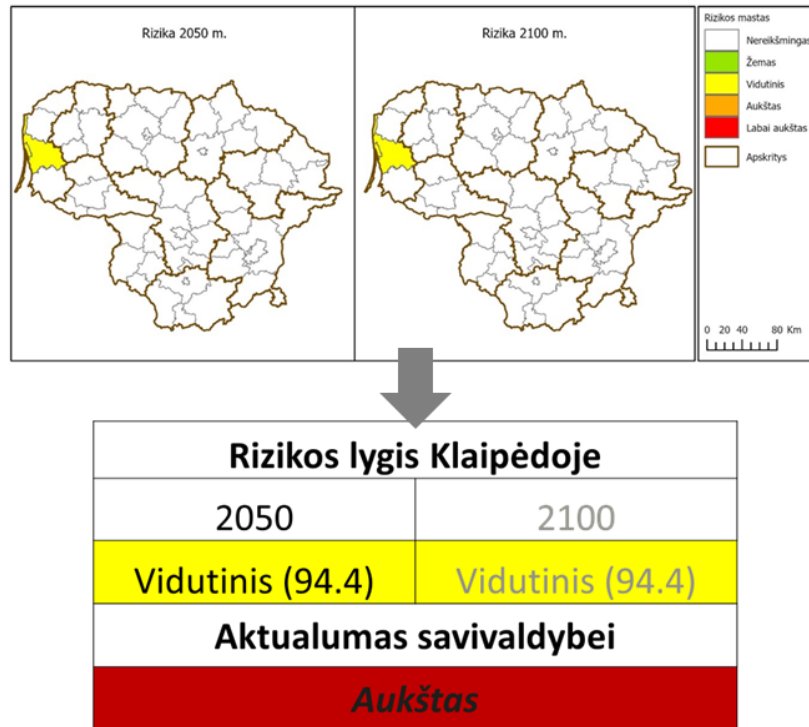 Rizika 2050 m.
Rizika 2100 m.
Rizikos mastas
Nereikšmingas
Žemas
Vidutinis
Aukštas
Labai aukštas
Apskritys
0 20 40 80 Km
Rizikos lygis Klaipėdoje
2050 2100
Vidutinis (94.4) Vidutinis (94.4)
Aktualumas savivaldybei
Aukštas